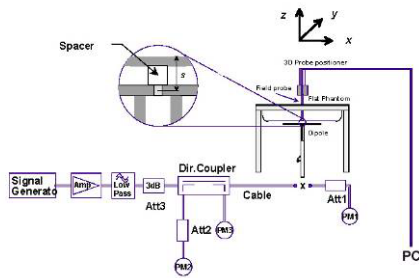 z
y
x
Spacer
s
3D Probe positioner
Field probe
Flat Phantom
Dipole
Dir.Coupler
Signal
Generato
Amp
Low
Pass
3dB
Cable
x
Att1
Att3
Att2
PM3
PM1
PM2
PC